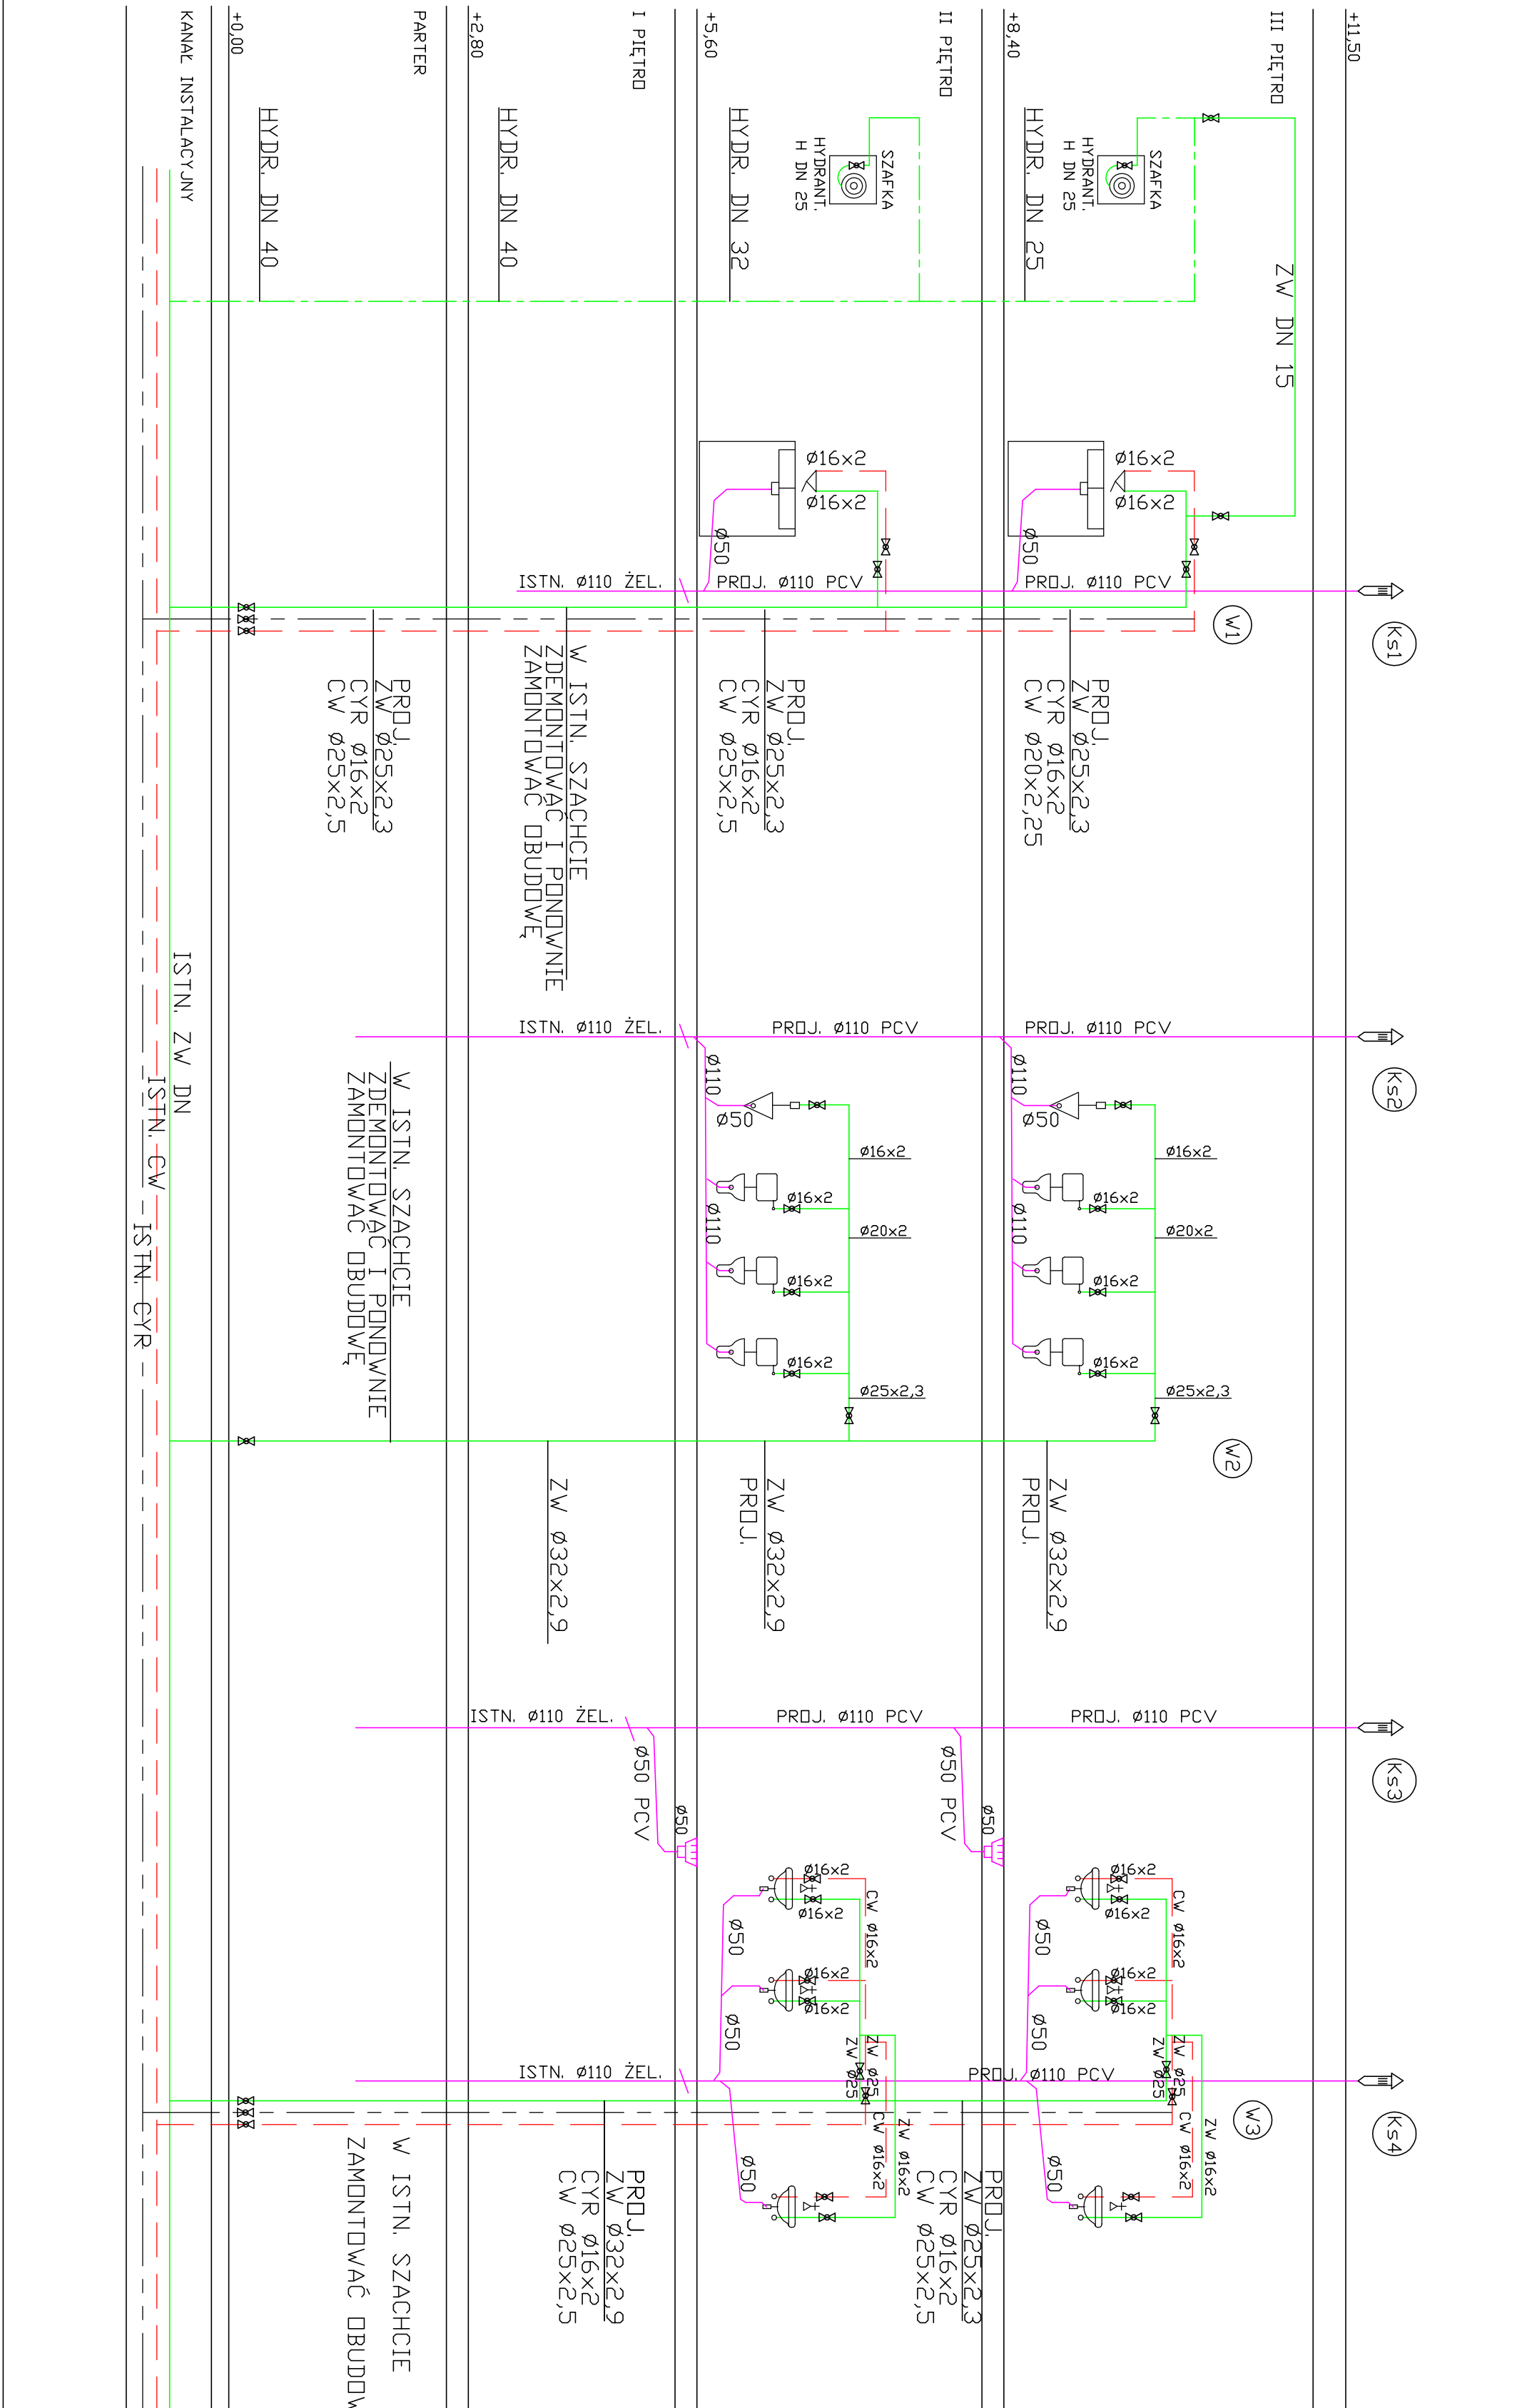 +11,50
III PIĘTRO
+8,40
II PIĘTRO
+5,60
I PIĘTRO
+2,80
PARTER
+0,00
KANAŁ INSTALACYJNY
ZW DN 15
SZAFKA
HYDRANT.
H DN 25
HYDR. DN 25
SZAFKA
HYDRANT.
H DN 25
HYDR. DN 32
HYDR. DN 40
HYDR. DN 40
Ø16x2
Ø16x2
Ø50
Ø16x2
Ø16x2
Ø50
PROJ. Ø110 PCV
PROJ. Ø110 PCV
ISTN. Ø110 ŻEL.
Ks1
W1
PROJ.
ZW Ø25x2,3
CYR Ø16x2
CW Ø20x2,25
PROJ.
ZW Ø25x2,3
CYR Ø16x2
CW Ø25x2,5
W ISTN. SZACHCIE
ZDEMONTOWAĆ I PONOWNIE
ZAMONTOWAĆ OBUDOWĘ
PROJ.
ZW Ø25x2,3
CYR Ø16x2
CW Ø25x2,5
ISTN. ZW DN
ISTN. CW
ISTN. CYR
Ks2
PROJ. Ø110 PCV
PROJ. Ø110 PCV
ISTN. Ø110 ŻEL.
Ø110
Ø50
Ø16x2
Ø16x2
Ø110
Ø20x2
Ø16x2
Ø16x2
Ø25x2,3
Ø110
Ø50
Ø16x2
Ø16x2
Ø110
Ø20x2
Ø16x2
Ø16x2
Ø25x2,3
W ISTN. SZACHCIE
ZDEMONTOWAĆ I PONOWNIE
ZAMONTOWAĆ OBUDOWĘ
W2
ZW Ø32x2,9
PROJ.
ZW Ø32x2,9
PROJ.
ZW Ø32x2,9
Ks3
PROJ. Ø110 PCV
PROJ. Ø110 PCV
ISTN. Ø110 ŻEL.
Ø50 PCV
Ø50
Ø50 PCV
Ø50
Ø16x2
CW Ø16x2
Ø16x2
Ø50
Ø16x2
Ø16x2
Ø50
ZW Ø25
ZW Ø25
CW Ø16x2
ZW Ø16x2
Ø50
Ø16x2
CW Ø16x2
Ø16x2
Ø50
Ø16x2
Ø16x2
Ø50
ZW Ø25
ZW Ø25
CW Ø16x2
ZW Ø16x2
Ø50
Ks4
W3
PROJ. Ø110 PCV
ISTN. Ø110 ŻEL.
PROJ.
ZW Ø25x2,3
CYR Ø16x2
CW Ø25x2,5
PROJ.
ZW Ø32x2,9
CYR Ø16x2
CW Ø25x2,5
W ISTN. SZACHCIE
ZAMONTOWAĆ OBUDOW